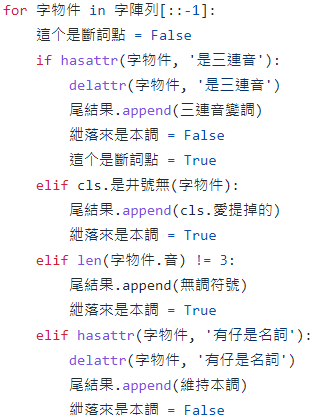 for 字物件 in 字陣列[::-1]:
    這个是斷詞點 = False
    if hasattr(字物件, '是三連音'):
        delattr(字物件, '是三連音')
        尾結果.append(三連音變調)
        紲落來是本調 = False
        這个是斷詞點 = True
    elif cls.是井號無(字物件):
        尾結果.append(cls.愛提掉的)
        紲落來是本調 = True
    elif len(字物件.音) != 3:
        尾結果.append(無調符號)
        紲落來是本調 = True
    elif hasattr(字物件, '有仔是名詞'):
        delattr(字物件, '有仔是名詞')
        尾結果.append(維持本調)
        紲落來是本調 = False